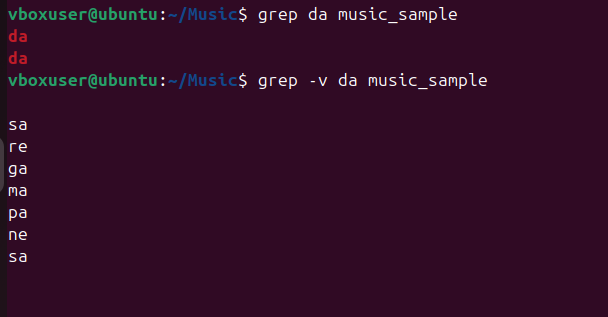 vboxuser@ubuntu:~/Music$ grep da music_sample
da
da
vboxuser@ubuntu:~/Music$ grep -v da music_sample

sa
re
ga
ma
pa
ne
sa